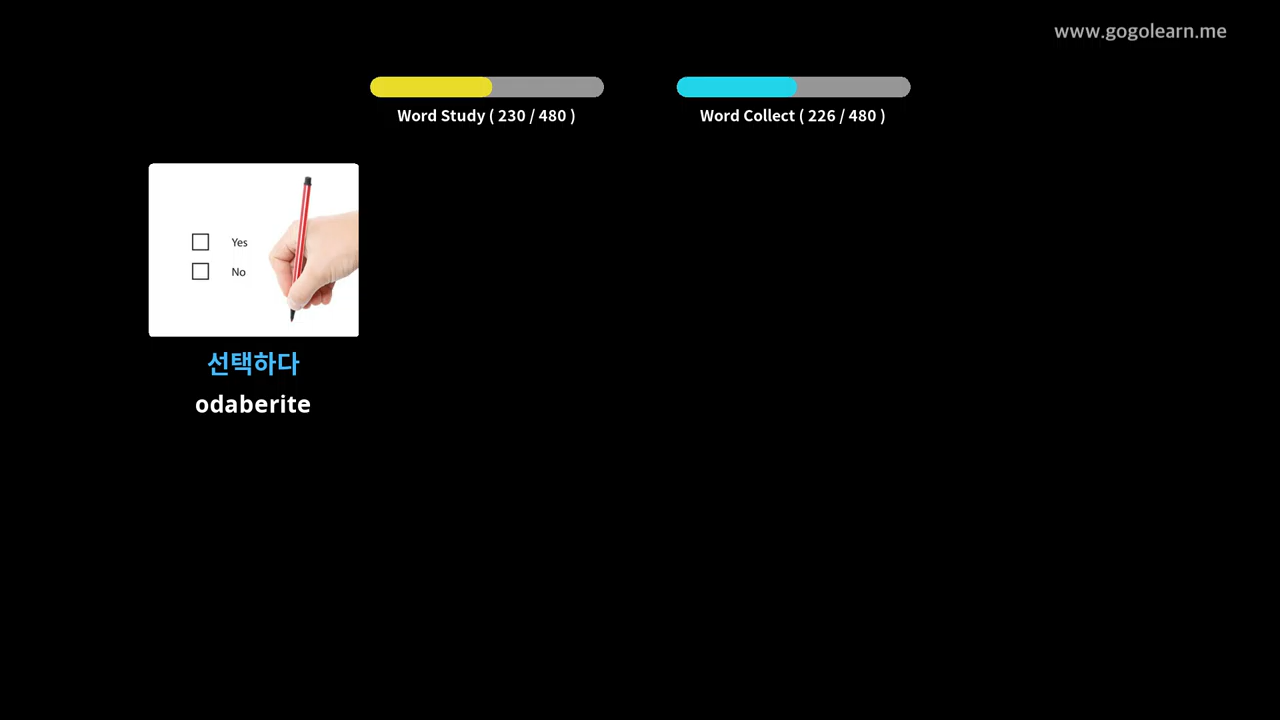 www.gogolearn.me
Word Study ( 230 / 480 )
Word Collect ( 226 / 480 )
Yes
No
선택하다
odaberite